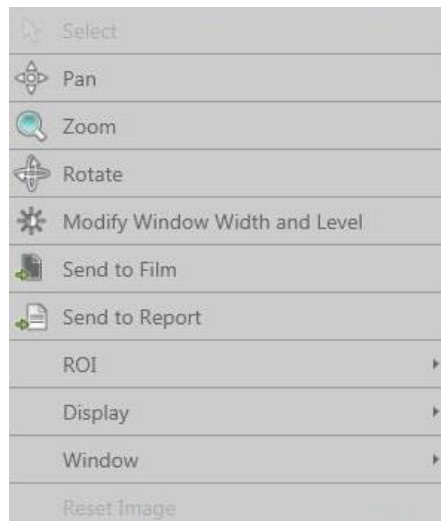 Select
Pan
Zoom
Rotate
Modify Window Width and Level
Send to Film
Send to Report
ROI
Display
Window
Reset Image